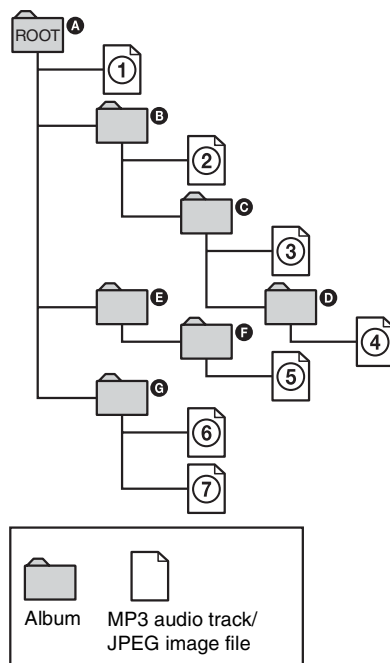 ROOT A
1
B
2
C
3
E
D
F
4
5
G
6
7
Album
MP3 audio track/
JPEG image file